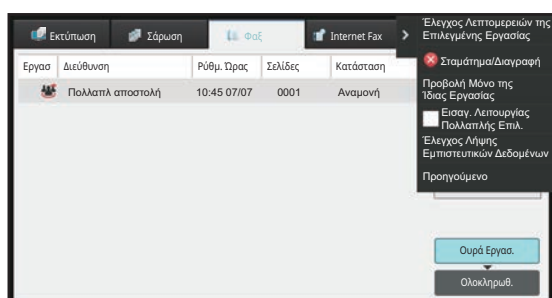 Εκτύπωση Σάρωση Φαξ Internet Fax
Εργασ Διεύθυνση Ρύθμ. Ώρας Σελίδες Κατάσταση
Πολλαπλ αποστολή 10:45 07/07 0001 Αναμονή
Έλεγχος Λεπτομερειών της
Επιλεγμένης Εργασίας
Σταμάτημα/Διαγραφή
Προβολή Μόνο της
Ίδιας Εργασίας
Εισαγ. Λειτουργίας
Πολλαπλής Επιλ.
Έλεγχος Λήψης
Εμπιστευτικών Δεδομένων
Προηγούμενο
Ουρά Εργασ.
Ολοκληρωθ.